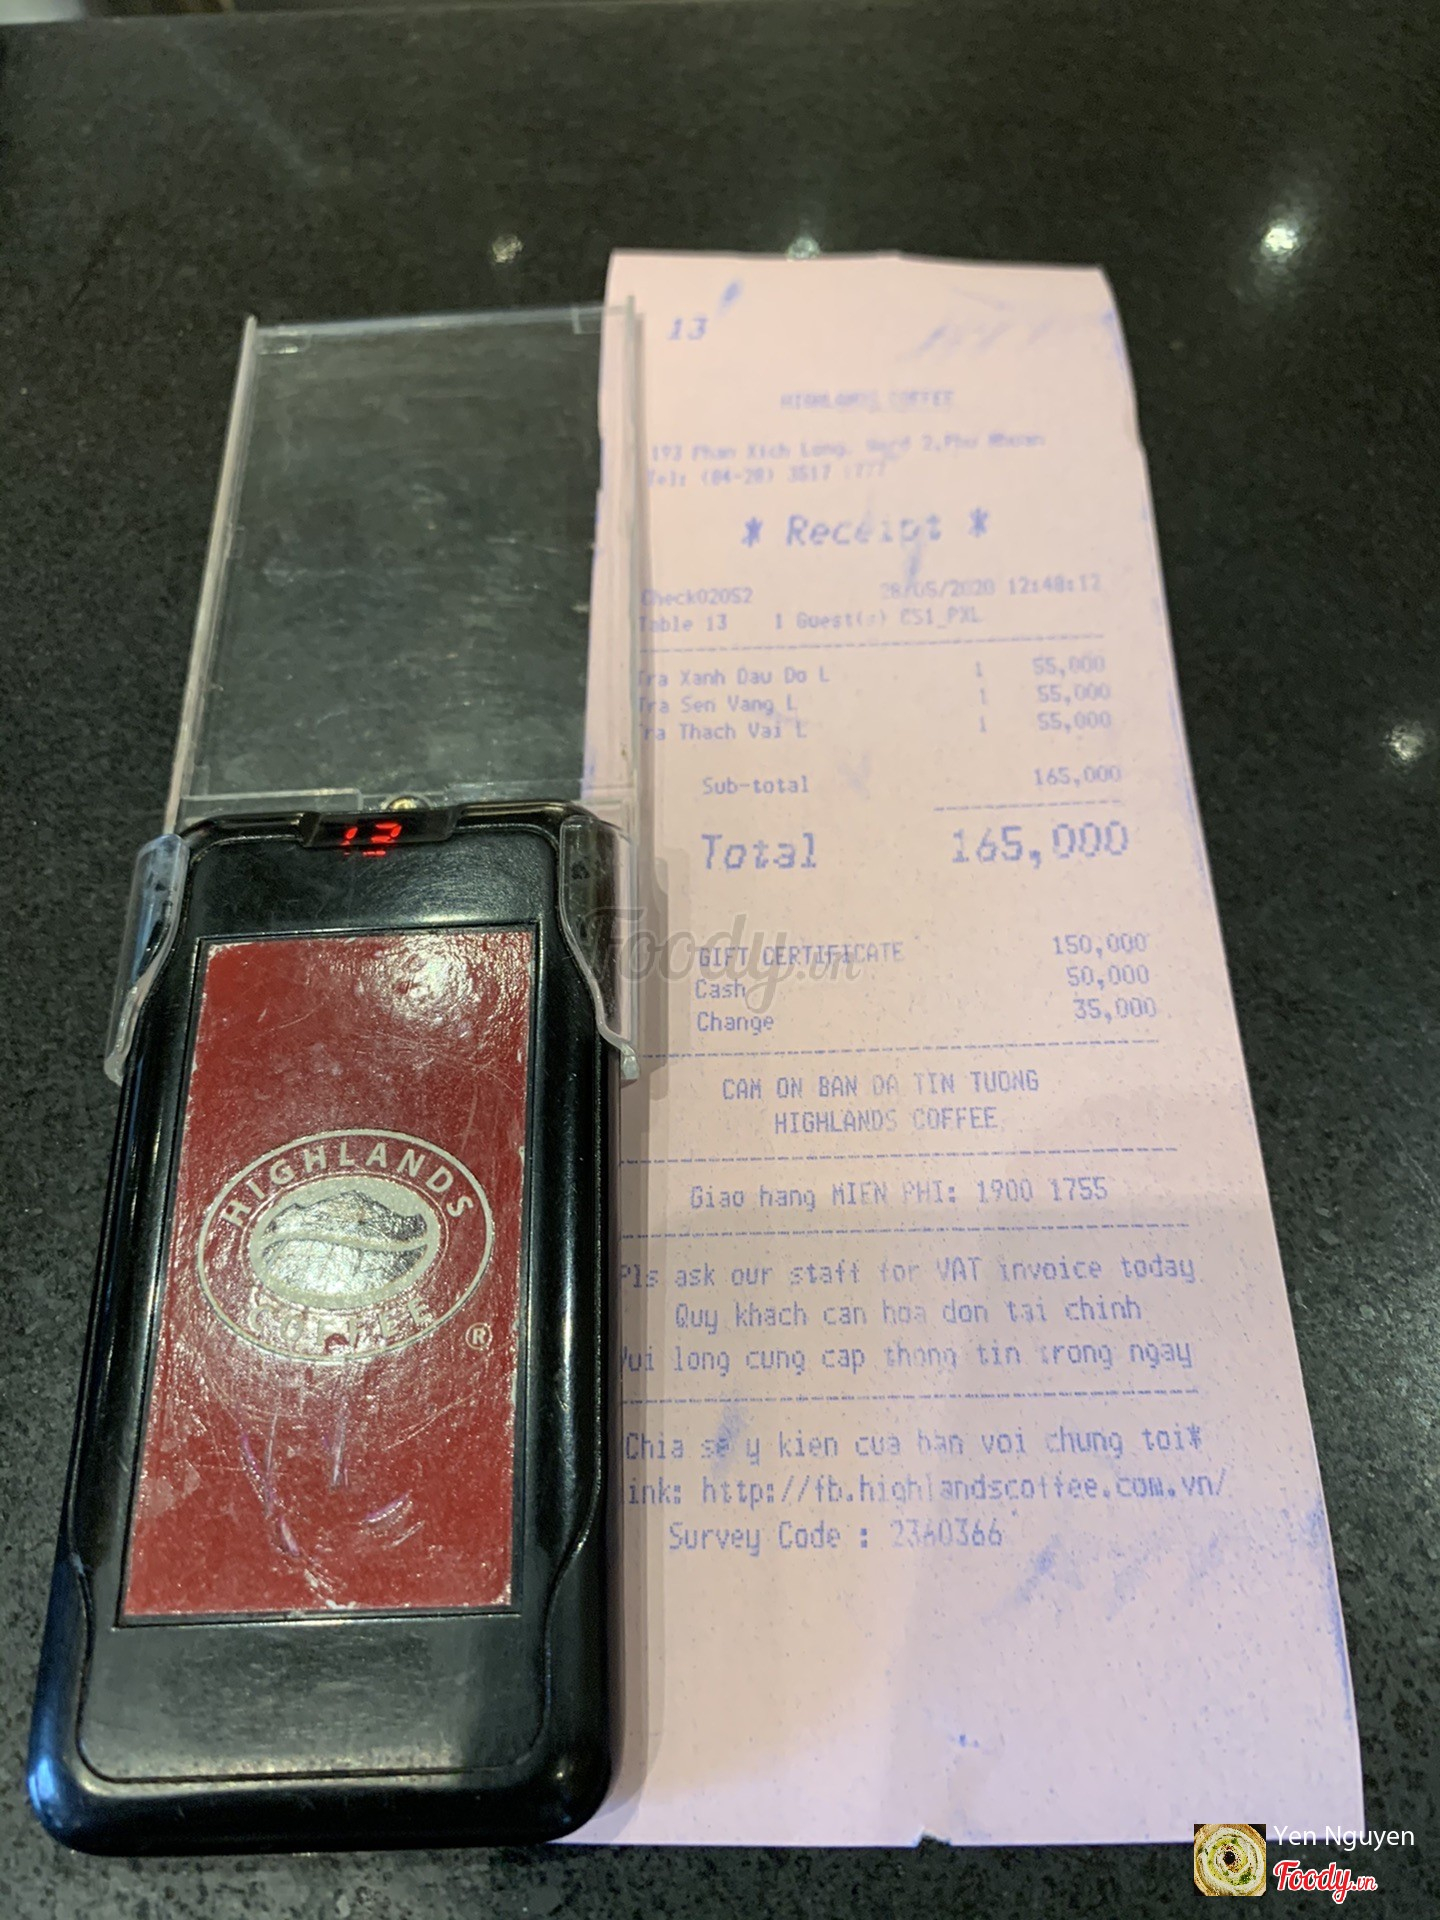 13
HIGHLANDS COFFEE
193 Phan Xich Long, Ward 2,Phu Nhuan
Tel: (84-28) 3517
* Receipt *
Check02052 28/05/2020 12:48:12
Table 13 1 Guest(s) CS1_PXL
Tra Xanh Dau Do L 1 55,000
Tra Sen Vang L 1 55,000
Tra Thach Vai L 1 55,000
Sub-total 165,000
Total 165,000
GIFT CERTIFICATE 150,000
Cash 50,000
Change 35,000
CAM ON BAN DA TIN TUONG
HIGHLANDS COFFEE
Giao hang MIEN PHI: 1900 1755
Pls ask our staff for VAT invoice today
Quy khach can hoa don tai chinh
Vui long cung cap thong tin trong ngay
Chia se y kien cua ban voi chung toi*
link: http://fb.highlandscoffee.com.vn/
Survey Code : 2360366
HIGHLANDS
COFFEE
®
Foody.vn
Yen Nguyen
Foody.vn